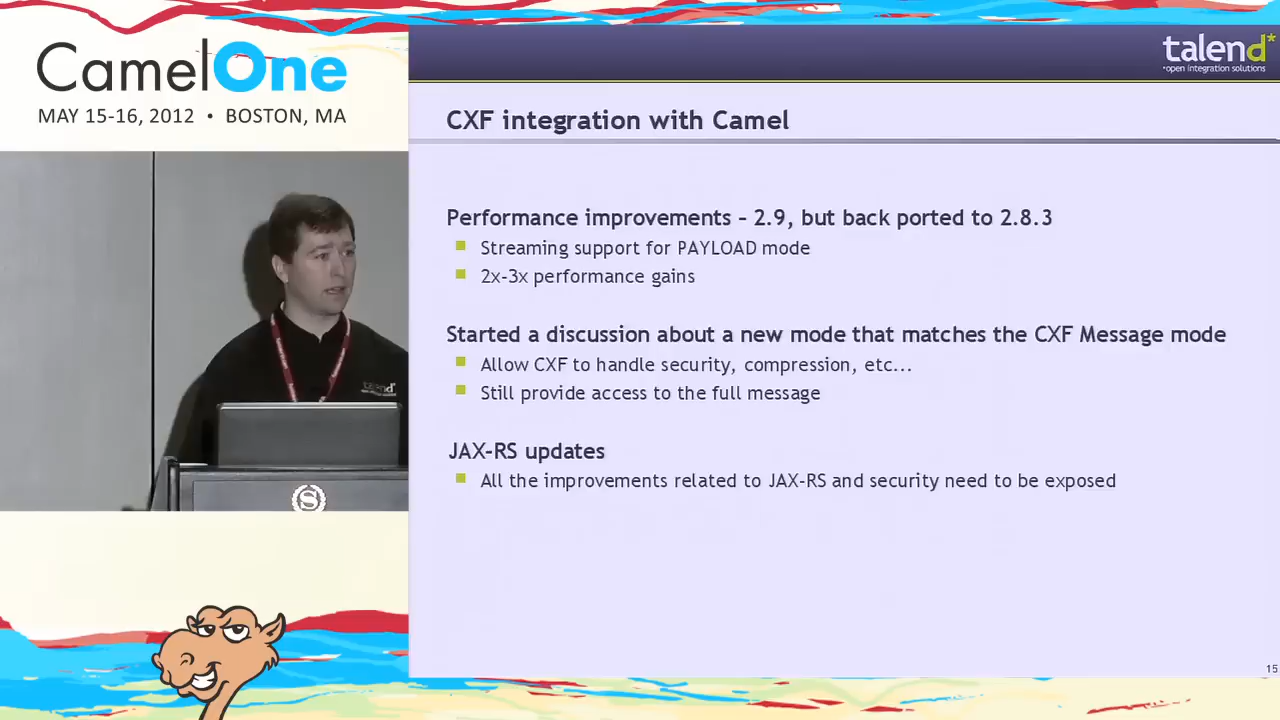 CamelOne
MAY 15-16, 2012 • BOSTON, MA
talend*
*open integration solutions
CXF integration with Camel
Performance improvements – 2.9, but back ported to 2.8.3
Streaming support for PAYLOAD mode
2x-3x performance gains
Started a discussion about a new mode that matches the CXF Message mode
Allow CXF to handle security, compression, etc...
Still provide access to the full message
JAX-RS updates
All the improvements related to JAX-RS and security need to be exposed
talend*
S
15